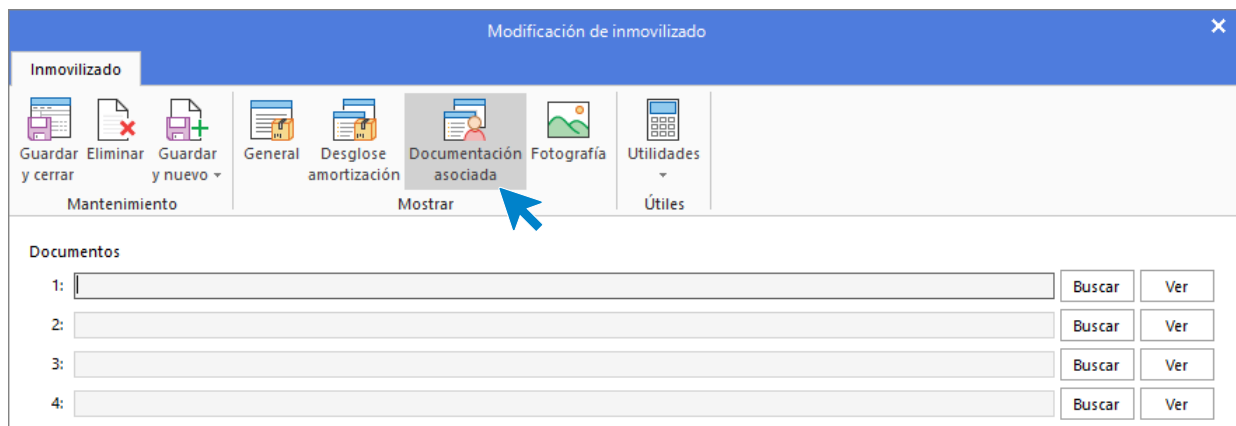 Modificación de inmovilizado
Inmovilizado
Guardar y cerrar
Eliminar
Guardar y nuevo
General
Desglose amortización
Documentación asociada
Fotografía
Utilidades
Mantenimiento
Mostrar
Útiles
Documentos
1: Buscar Ver
2: Buscar Ver
3: Buscar Ver
4: Buscar Ver